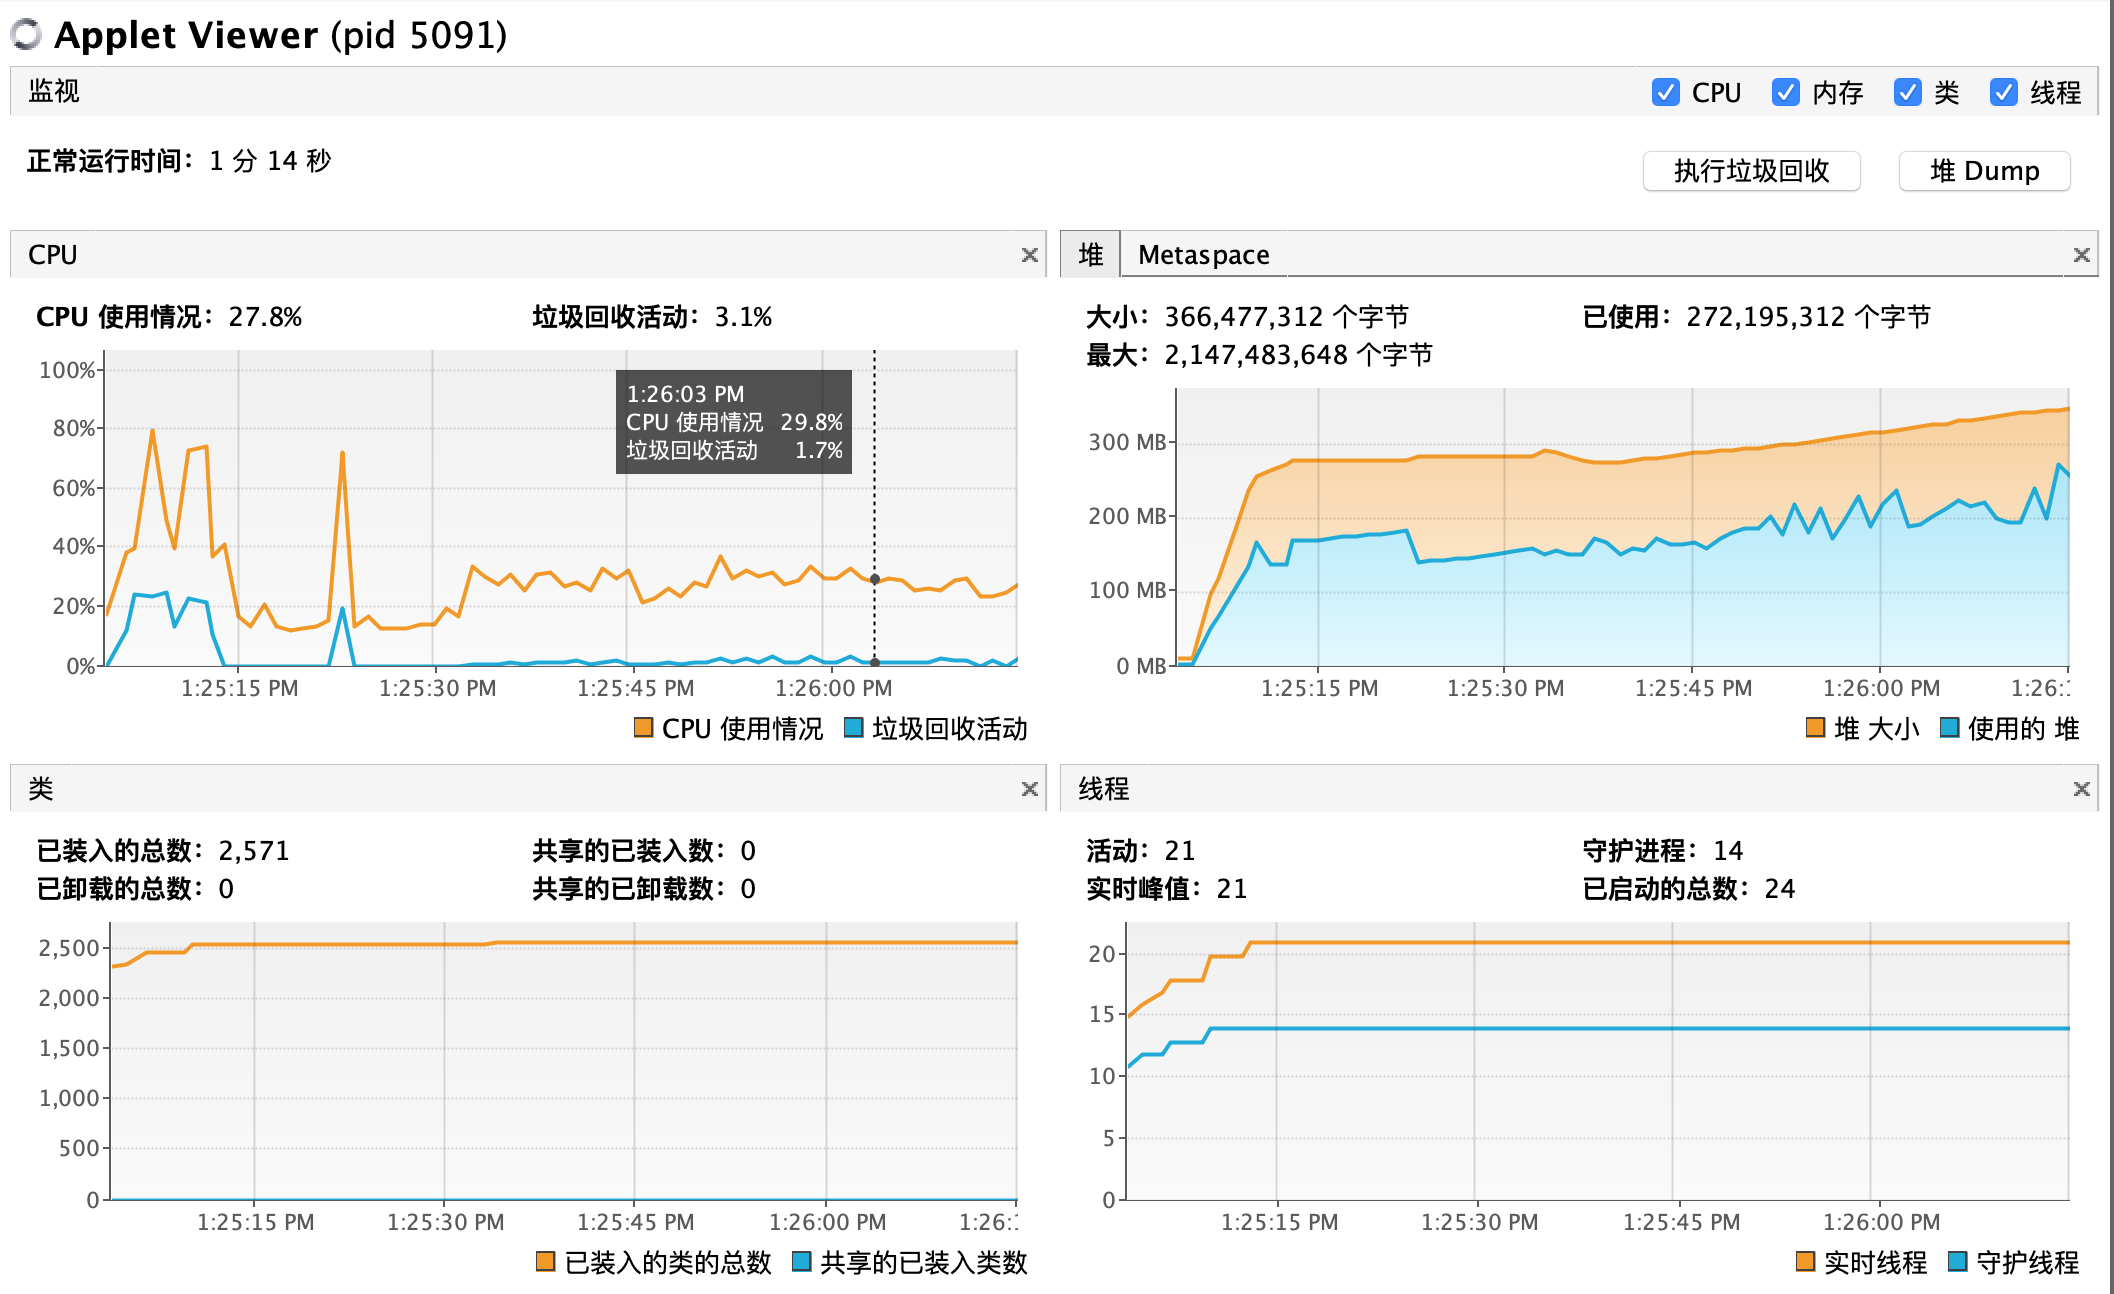 Applet Viewer (pid 5091)
监视
CPU 内存 类 线程
正常运行时间：1 分 14 秒
执行垃圾回收 堆 Dump
CPU
CPU 使用情况：27.8% 垃圾回收活动：3.1%
100%
80%
60%
40%
20%
0%
1:26:03 PM
CPU 使用情况 29.8%
垃圾回收活动 1.7%
1:25:15 PM 1:25:30 PM 1:25:45 PM 1:26:00 PM
CPU 使用情况 垃圾回收活动
堆 Metaspace
大小：366,477,312 个字节 已使用：272,195,312 个字节
最大：2,147,483,648 个字节
300 MB
200 MB
100 MB
0 MB
1:25:15 PM 1:25:30 PM 1:25:45 PM 1:26:00 PM 1:26:1
堆 大小 使用的 堆
类
已装入的总数：2,571 共享的已装入数：0
已卸载的总数：0 共享的已卸载数：0
2,500
2,000
1,500
1,000
500
0
1:25:15 PM 1:25:30 PM 1:25:45 PM 1:26:00 PM 1:26:1
已装入的类的总数 共享的已装入类数
线程
活动：21 守护进程：14
实时峰值：21 已启动的总数：24
20
15
10
5
0
1:25:15 PM 1:25:30 PM 1:25:45 PM 1:26:00 PM
实时线程 守护线程